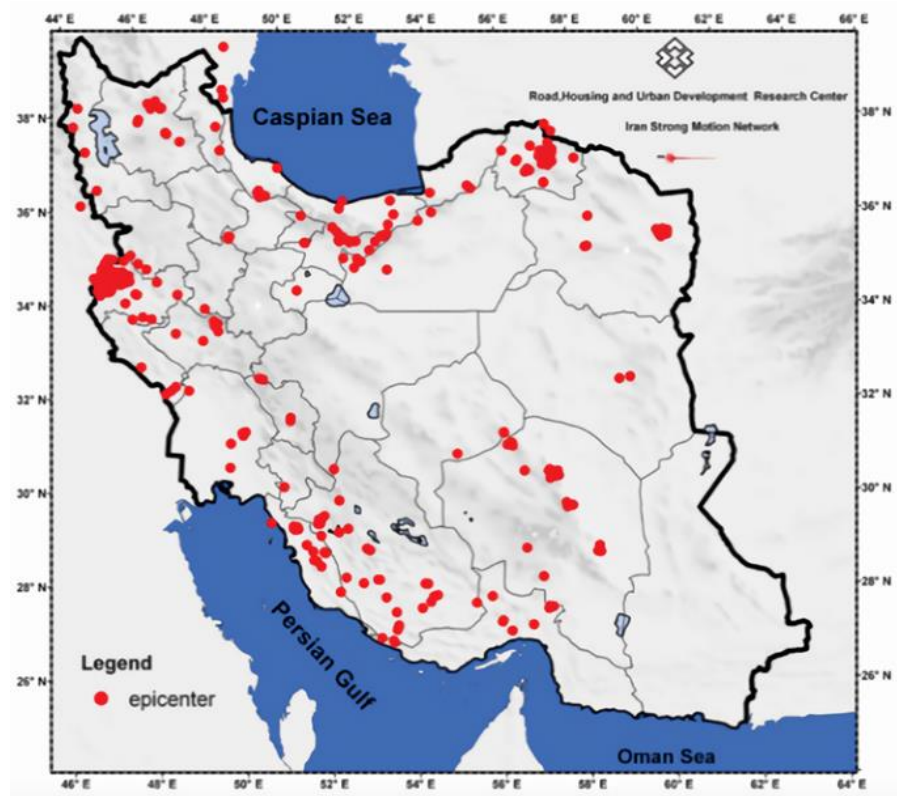 44° E 46° E 48° E 50° E 52° E 54° E 56° E 58° E 60° E 62° E 64° E 66° E
Caspian Sea
Road,Housing and Urban Development Research Center
Iran Strong Motion Network
38° N 38° N
36° N 36° N
34° N 34° N
32° N 32° N
30° N 30° N
28° N 28° N
26° N 26° N
Persian Gulf
Legend
epicenter
Oman Sea
46° E 48° E 50° E 52° E 54° E 56° E 58° E 60° E 62° E 64° E